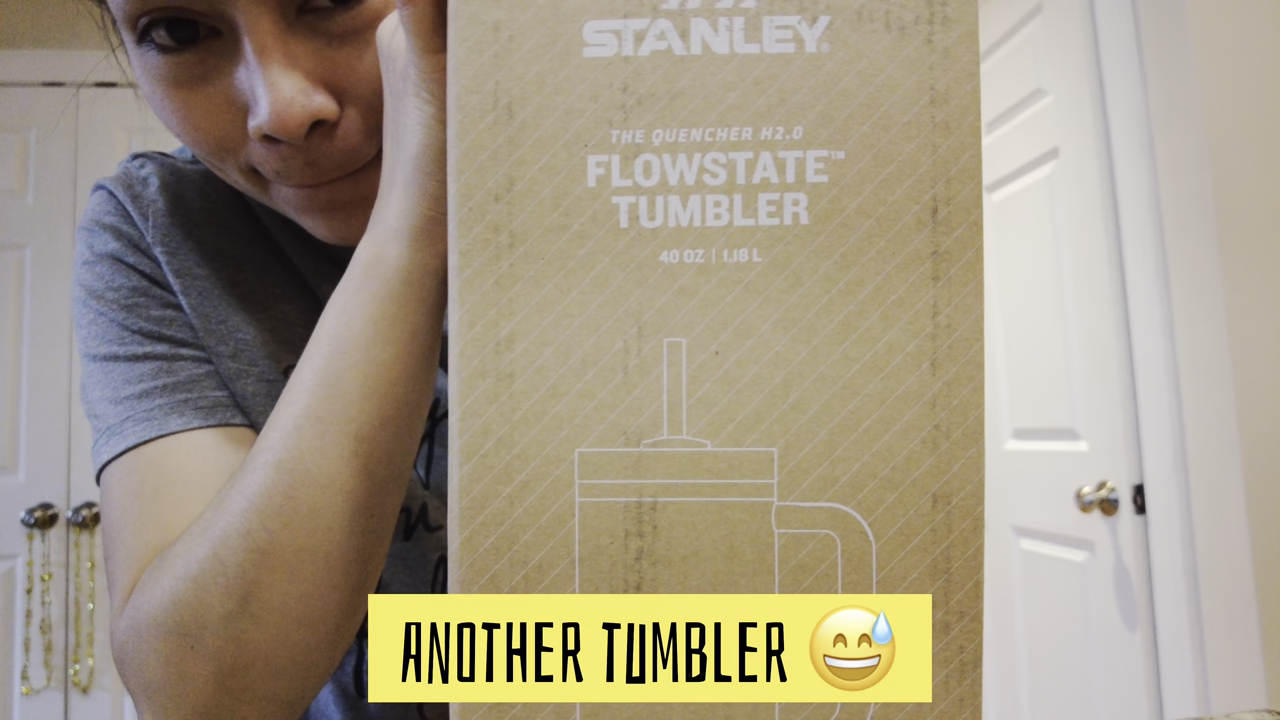 STANLEY®
THE QUENCHER H2.0
FLOWSTATE™
TUMBLER
40 OZ | 1.18 L
ANOTHER TUMBLER 😅